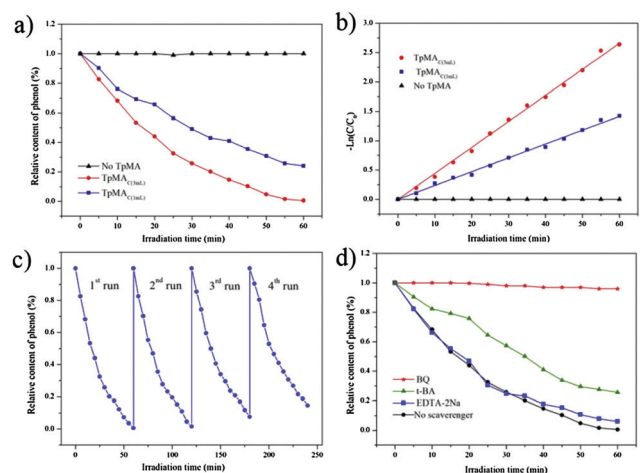 a)
Relative content of phenol (%)
1.2
1.0
0.8
0.6
0.4
0.2
0.0
No TpMA
TpMAC(3mL)
TpMAC(1mL)
0 10 20 30 40 50 60
Irradiation time (min)
b)
-Ln(C/C0)
3.0
2.5
2.0
1.5
1.0
0.5
0.0
TpMAC(3mL)
TpMAC(1mL)
No TpMA
0 10 20 30 40 50 60
Irradiation time (min)
c)
Relative content of phenol (%)
1.2
1.0
0.8
0.6
0.4
0.2
0.0
1st run 2nd run 3rd run 4th run
0 50 100 150 200 250
Irradiation time (min)
d)
Relative content of phenol (%)
1.2
1.0
0.8
0.6
0.4
0.2
0.0
BQ
t-BA
EDTA-2Na
No scaverenger
0 10 20 30 40 50 60
Irradiation time (min)